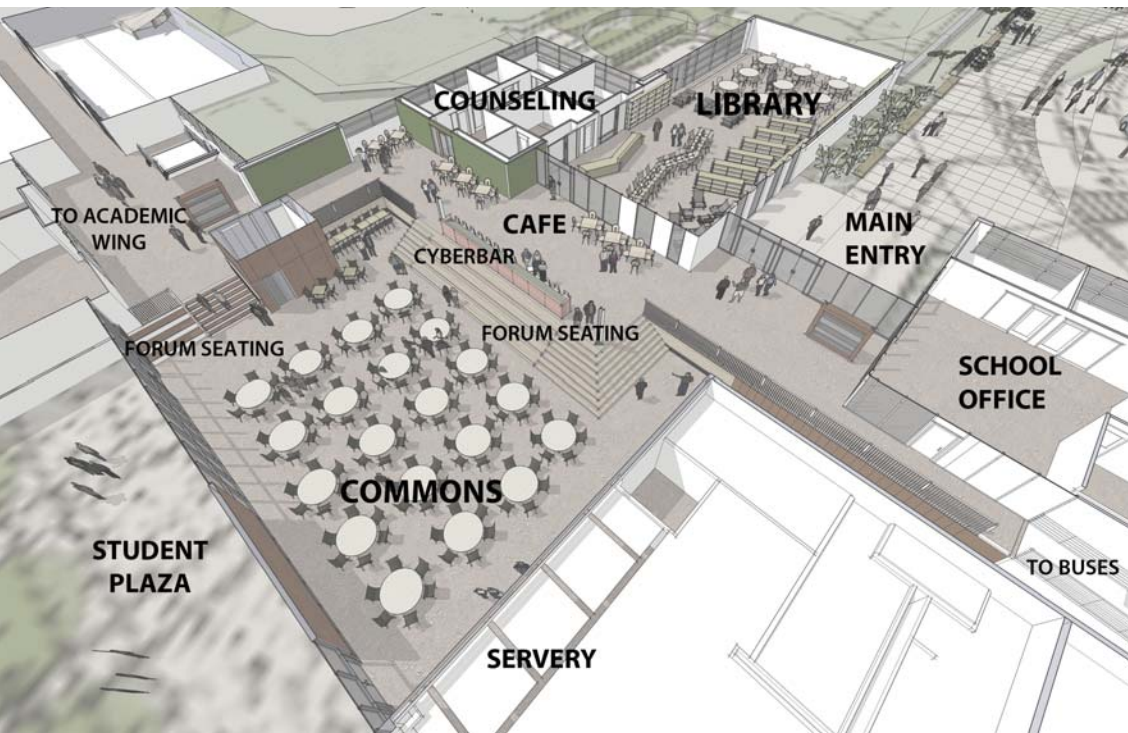 COUNSELING
LIBRARY
TO ACADEMIC
WING
CAFE
MAIN
ENTRY
CYBERBAR
FORUM SEATING
FORUM SEATING
SCHOOL
OFFICE
COMMONS
STUDENT
PLAZA
TO BUSES
SERVERY